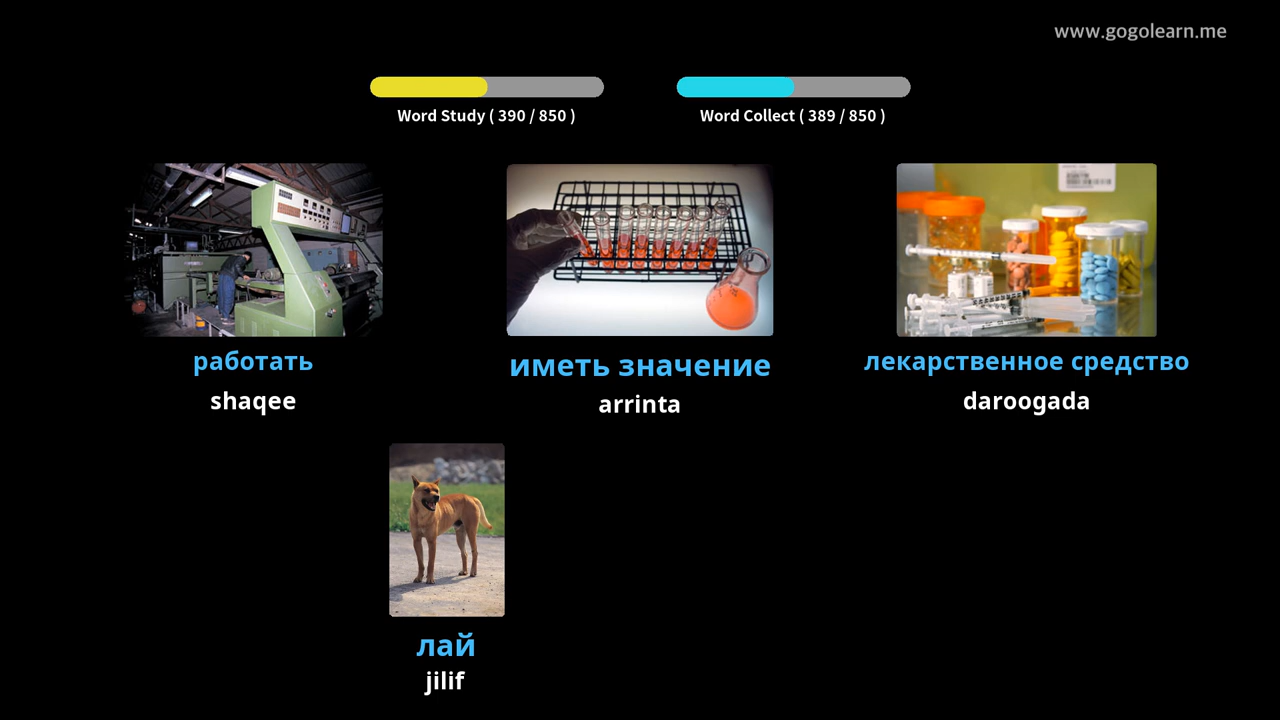 www.gogolearn.me
Word Study ( 390 / 850 )
Word Collect ( 389 / 850 )
работать
shaqee
иметь значение
arrinta
лекарственное средство
daroogada
лай
jilif